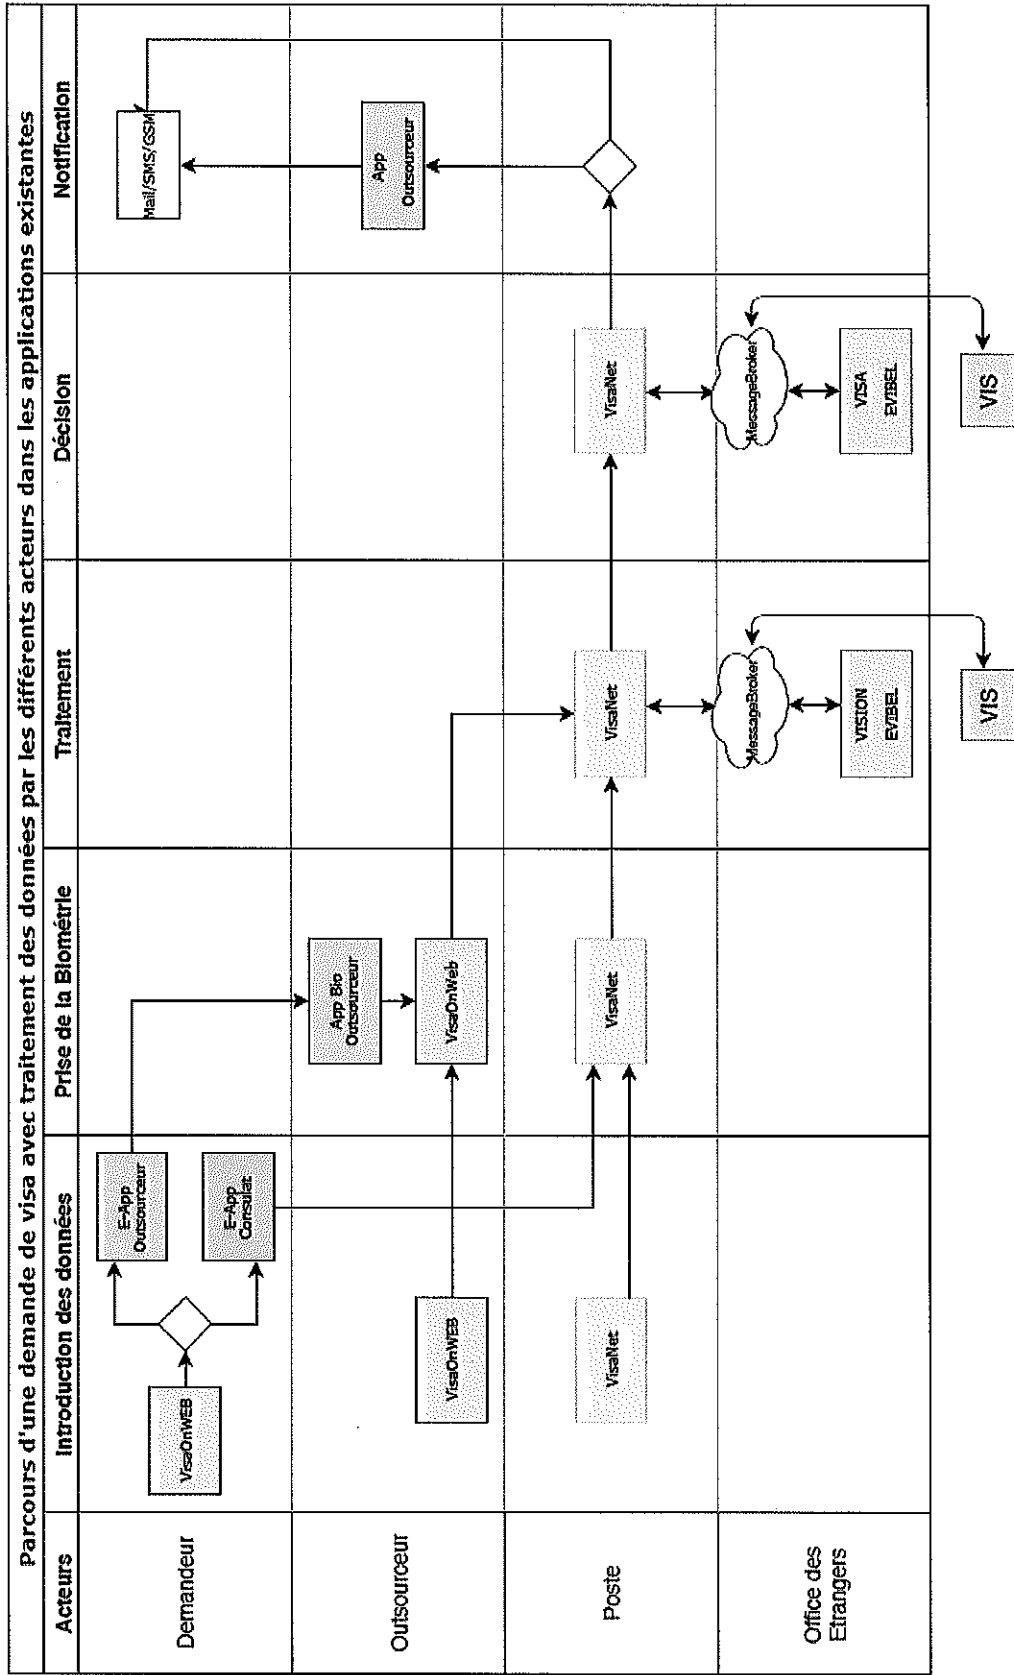 Parcours d'une demande de visa avec traitement des données par les différents acteurs dans les applications existantes
Acteurs
Introduction des données
Prise de la Biométrie
Traitement
Décision
Notification
Demandeur
VisaOnWEB
E-App
Outsourceur
E-App
Consulat
Mail/SMS/GSM
Outsourceur
VisaOnWEB
App Bio
Outsourceur
VisaOnWeb
App
Outsourceur
Poste
VisaNet
VisaNet
VisaNet
VisaNet
Office des
Etrangers
MessageBroker
VISION
EVIBEL
MessageBroker
VISA
EVIBEL
VIS
VIS